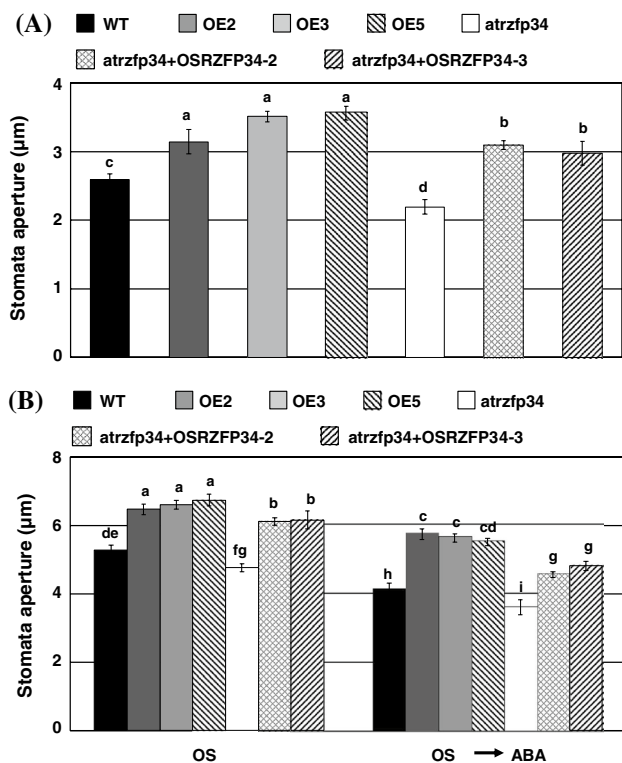 (A) WT OE2 OE3 OE5 atrzfp34
atrzfp34+OSRZFP34-2 atrzfp34+OSRZFP34-3
Stomata aperture (µm)
4
3
2
1
0
c a a a d b b
(B) WT OE2 OE3 OE5 atrzfp34
atrzfp34+OSRZFP34-2 atrzfp34+OSRZFP34-3
Stomata aperture (µm)
8
6
4
2
0
de a a a fg b b h c c cd i g g
OS OS → ABA